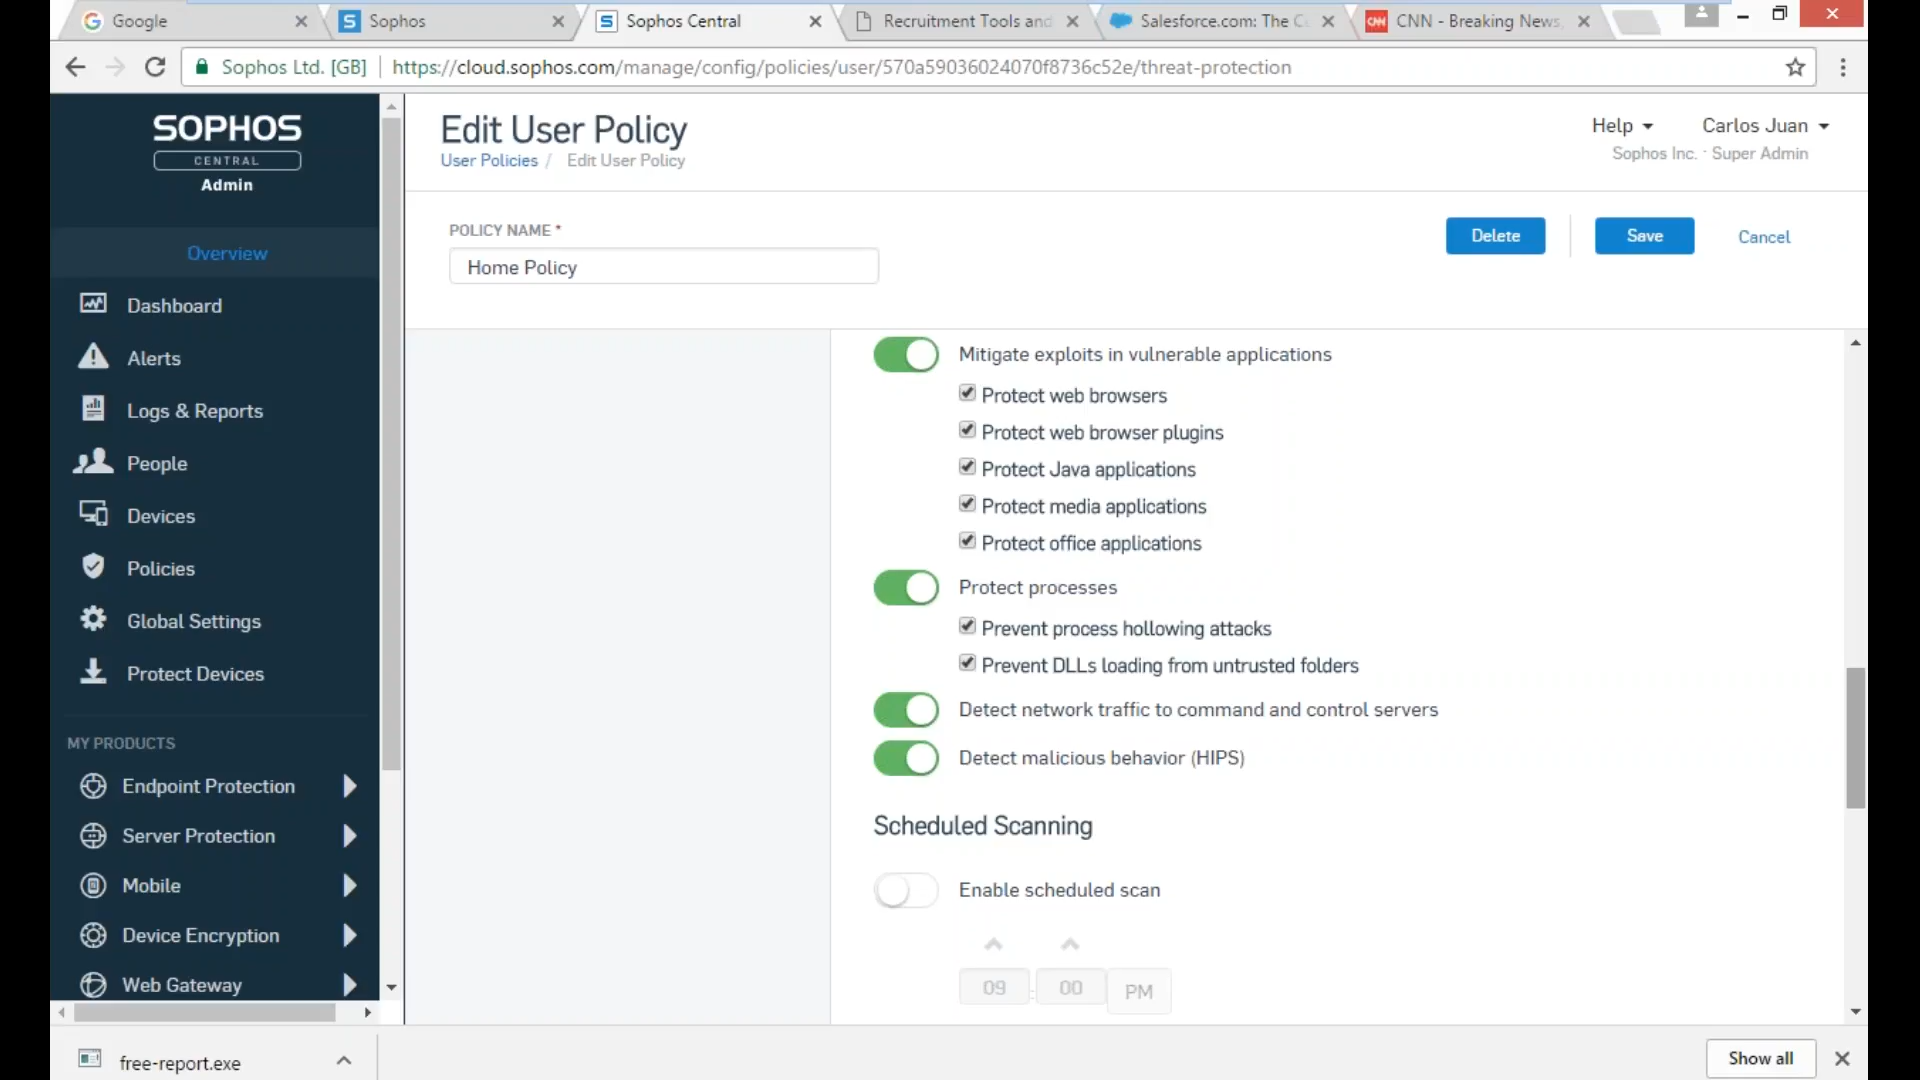 Google
Sophos
Sophos Central
Recruitment Tools and
Salesforce.com: The C
CNN - Breaking News,
Sophos Ltd. [GB]
https://cloud.sophos.com/manage/config/policies/user/570a59036024070f8736c52e/threat-protection
SOPHOS
CENTRAL
Admin
Overview
Dashboard
Alerts
Logs & Reports
People
Devices
Policies
Global Settings
Protect Devices
MY PRODUCTS
Endpoint Protection
Server Protection
Mobile
Device Encryption
Web Gateway
Edit User Policy
User Policies / Edit User Policy
Help
Carlos Juan
Sophos Inc. · Super Admin
POLICY NAME *
Home Policy
Delete
Save
Cancel
Mitigate exploits in vulnerable applications
Protect web browsers
Protect web browser plugins
Protect Java applications
Protect media applications
Protect office applications
Protect processes
Prevent process hollowing attacks
Prevent DLLs loading from untrusted folders
Detect network traffic to command and control servers
Detect malicious behavior (HIPS)
Scheduled Scanning
Enable scheduled scan
09 : 00 PM
free-report.exe
Show all